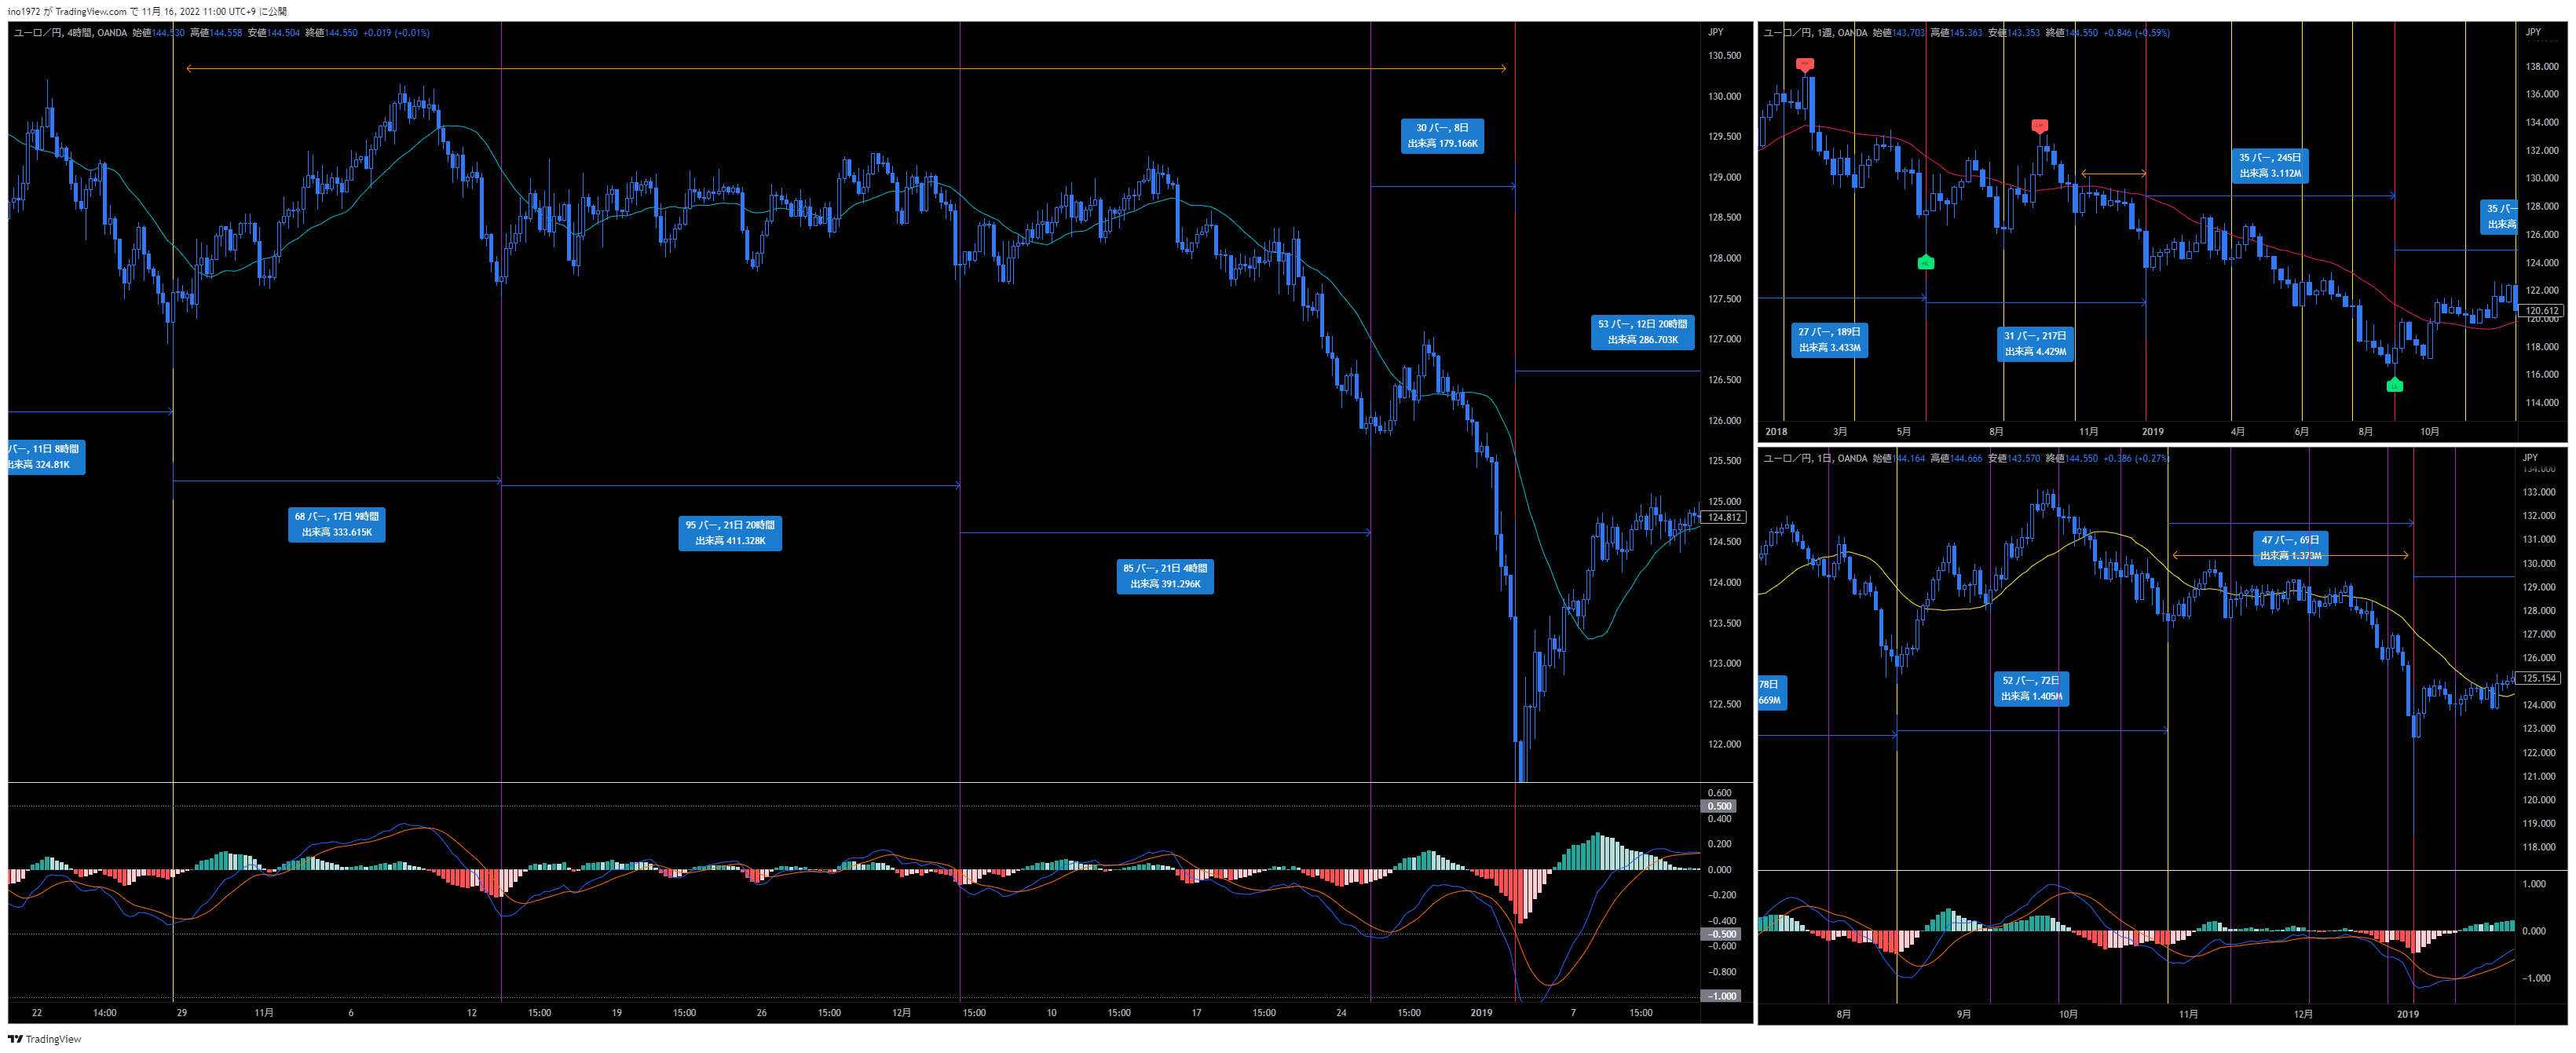 ino1972 が TradingView.com で 11月 16, 2022 11:00 UTC+9 に公開
ユーロ／円, 4時間, OANDA 始値144.530 高値144.558 安値144.504 終値144.550 +0.019 (+0.01%)
JPY
130.500
130.000
129.500
129.000
128.500
128.000
127.500
127.000
126.500
126.000
125.500
125.000
124.812
124.500
124.000
123.500
123.000
122.500
122.000
30 バー, 8日
出来高 179.166K
53 バー, 12日 20時間
出来高 286.703K
バー, 11日 8時間
出来高 324.81K
68 バー, 17日 9時間
出来高 333.615K
95 バー, 21日 20時間
出来高 411.328K
85 バー, 21日 4時間
出来高 391.296K
0.600
0.500
0.400
0.200
0.000
−0.200
−0.400
−0.500
−0.600
−0.800
−1.000
22 14:00 29 11月 6 12 15:00 19 15:00 26 15:00 12月 15:00 10 15:00 17 15:00 24 15:00 2019 7 15:00
ユーロ／円, 1週, OANDA 始値143.703 高値145.363 安値143.353 終値144.550 +0.846 (+0.59%)
JPY
138.000
136.000
134.000
132.000
130.000
128.000
126.000
124.000
122.000
120.612
120.000
118.000
116.000
114.000
35 バー, 245日
出来高 3.112M
35 バー
出来高
27 バー, 189日
出来高 3.433M
31 バー, 217日
出来高 4.429M
2018 3月 5月 8月 11月 2019 4月 6月 8月 10月
ユーロ／円, 1日, OANDA 始値144.164 高値144.666 安値143.570 終値144.550 +0.386 (+0.27%)
JPY
134.000
133.000
132.000
131.000
130.000
129.000
128.000
127.000
126.000
125.154
124.000
123.000
122.000
121.000
120.000
119.000
118.000
47 バー, 69日
出来高 1.373M
78日
669M
52 バー, 72日
出来高 1.405M
1.000
0.000
−1.000
8月 9月 10月 11月 12月 2019
TradingView